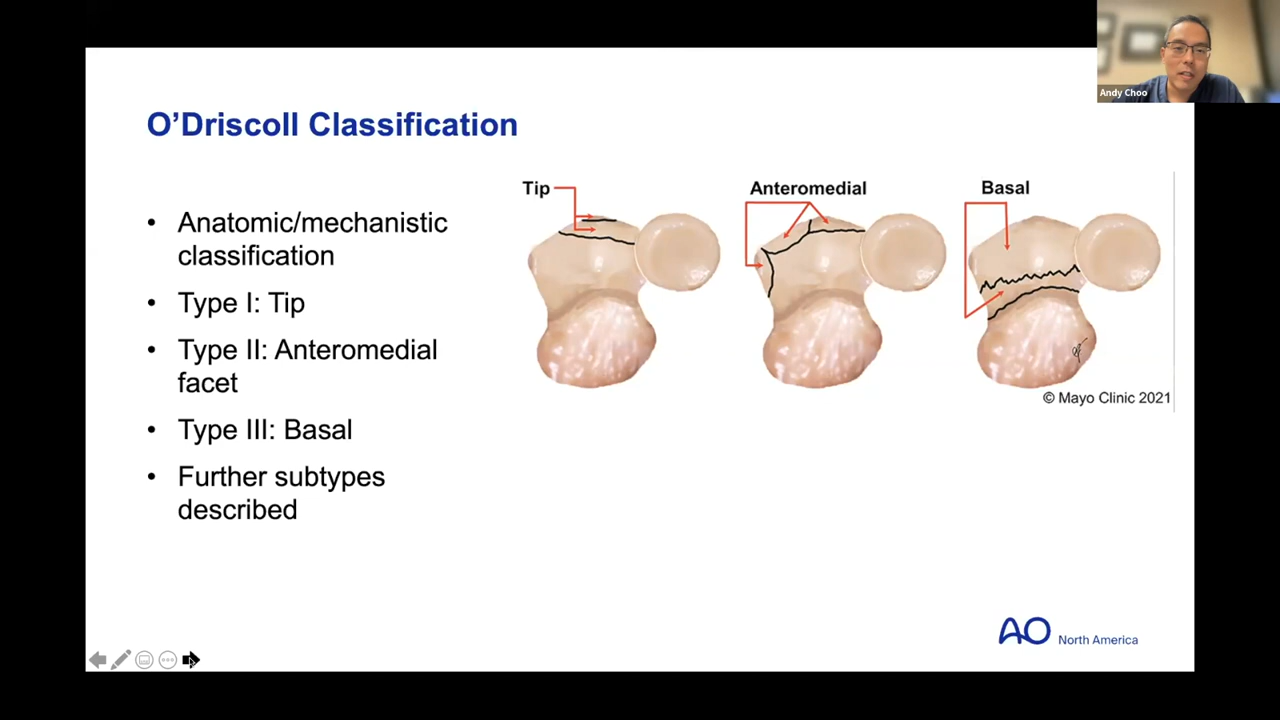 Andy Choo
O’Driscoll Classification
• Anatomic/mechanistic
classification
• Type I: Tip
• Type II: Anteromedial
facet
• Type III: Basal
• Further subtypes
described
Tip
Anteromedial
Basal
© Mayo Clinic 2021
AO North America